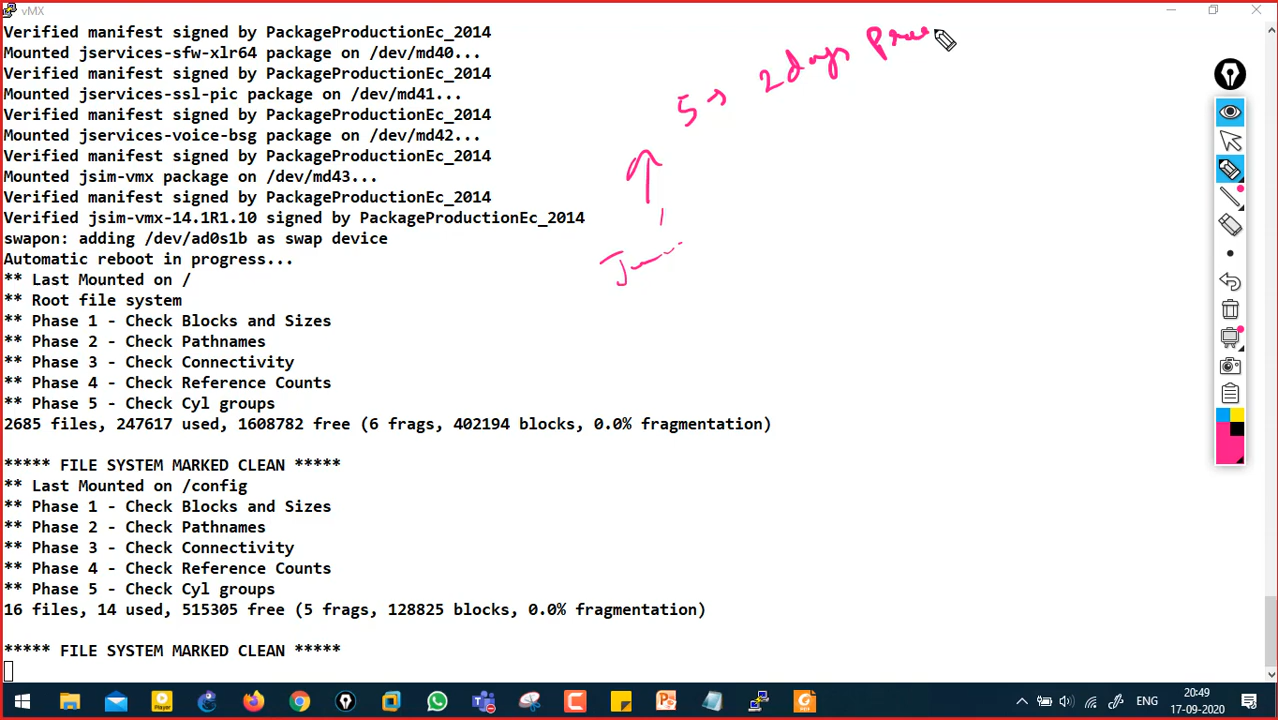 vMX
Verified manifest signed by PackageProductionEc_2014
Mounted jservices-sfw-xlr64 package on /dev/md40...
Verified manifest signed by PackageProductionEc_2014
Mounted jservices-ssl-pic package on /dev/md41...
Verified manifest signed by PackageProductionEc_2014
Mounted jservices-voice-bsg package on /dev/md42...
Verified manifest signed by PackageProductionEc_2014
Mounted jsim-vmx package on /dev/md43...
Verified manifest signed by PackageProductionEc_2014
Verified jsim-vmx-14.1R1.10 signed by PackageProductionEc_2014
swapon: adding /dev/ad0s1b as swap device
Automatic reboot in progress...
** Last Mounted on /
** Root file system
** Phase 1 - Check Blocks and Sizes
** Phase 2 - Check Pathnames
** Phase 3 - Check Connectivity
** Phase 4 - Check Reference Counts
** Phase 5 - Check Cyl groups
2685 files, 247617 used, 1608782 free (6 frags, 402194 blocks, 0.0% fragmentation)
***** FILE SYSTEM MARKED CLEAN *****
** Last Mounted on /config
** Phase 1 - Check Blocks and Sizes
** Phase 2 - Check Pathnames
** Phase 3 - Check Connectivity
** Phase 4 - Check Reference Counts
** Phase 5 - Check Cyl groups
16 files, 14 used, 515305 free (5 frags, 128825 blocks, 0.0% fragmentation)
***** FILE SYSTEM MARKED CLEAN *****
5 → 2 days
ENG
20:49
17-09-2020